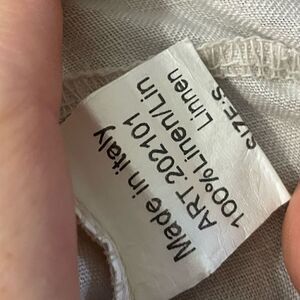 Made in italy
ART 202101
100%Linen/Lin
Linnen
SIZE:S